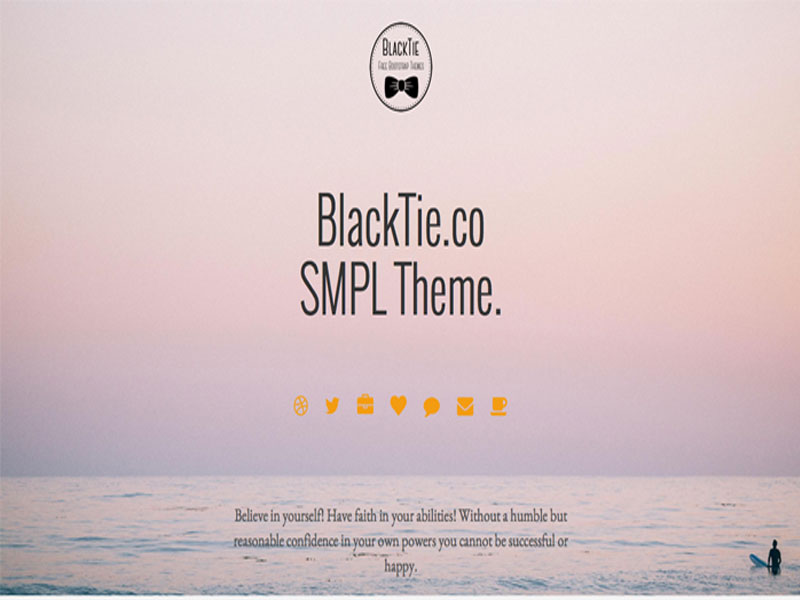 BLACKTIE
FREE BOOTSTRAP THEMES
BlackTie.co
SMPL Theme.
Believe in yourself! Have faith in your abilities! Without a humble but
reasonable confidence in your own powers you cannot be successful or
happy.